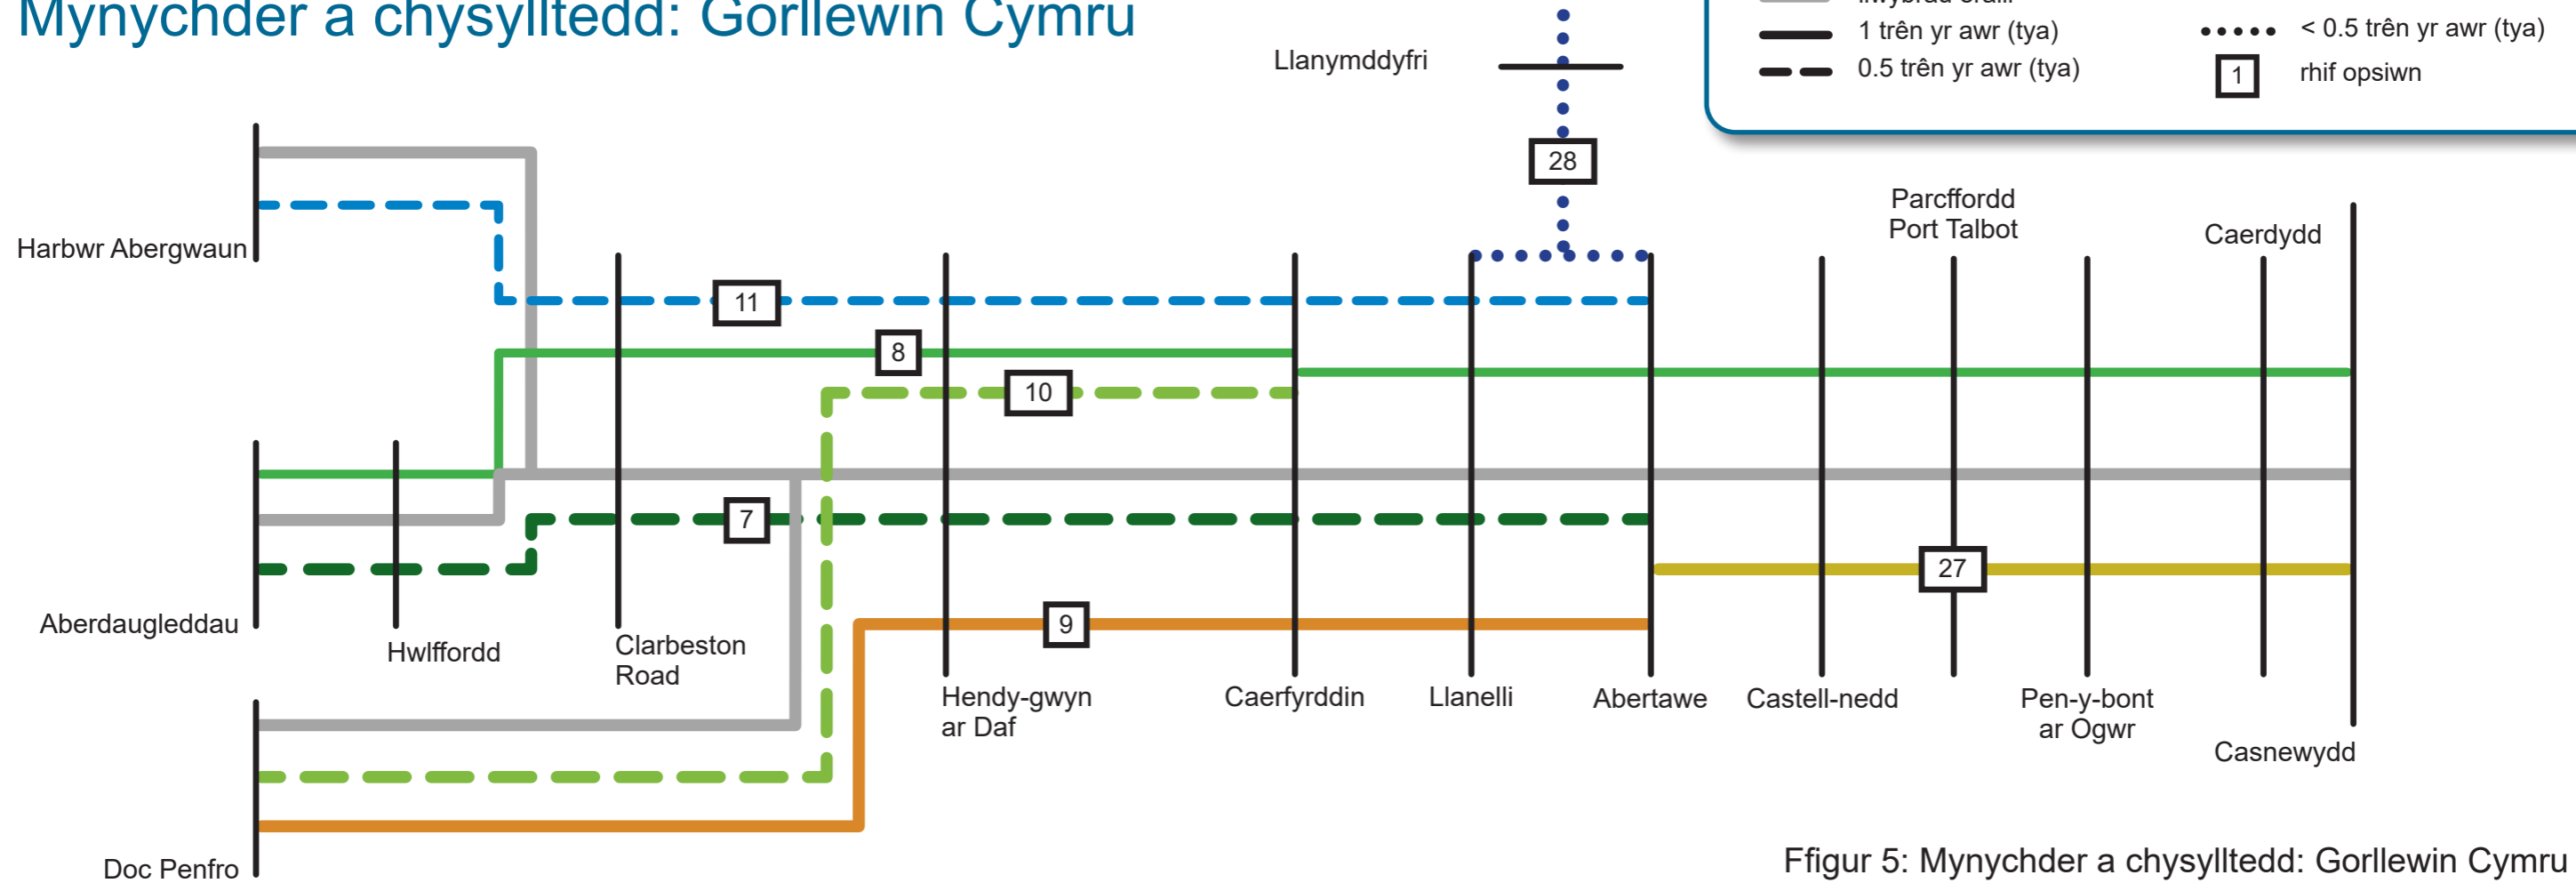 Mynychder a chysylltedd: Gorllewin Cymru
llwybrau eraill
1 trên yr awr (tya)
< 0.5 trên yr awr (tya)
0.5 trên yr awr (tya)
1
rhif opsiwn
Llanymddyfri
28
Parcffordd
Port Talbot
Caerdydd
Harbwr Abergwaun
11
8
10
7
27
9
Aberdaugleddau
Hwlffordd
Clarbeston
Road
Hendy-gwyn
ar Daf
Caerfyrddin
Llanelli
Abertawe
Castell-nedd
Pen-y-bont
ar Ogwr
Casnewydd
Doc Penfro
Ffigur 5: Mynychder a chysylltedd: Gorllewin Cymru